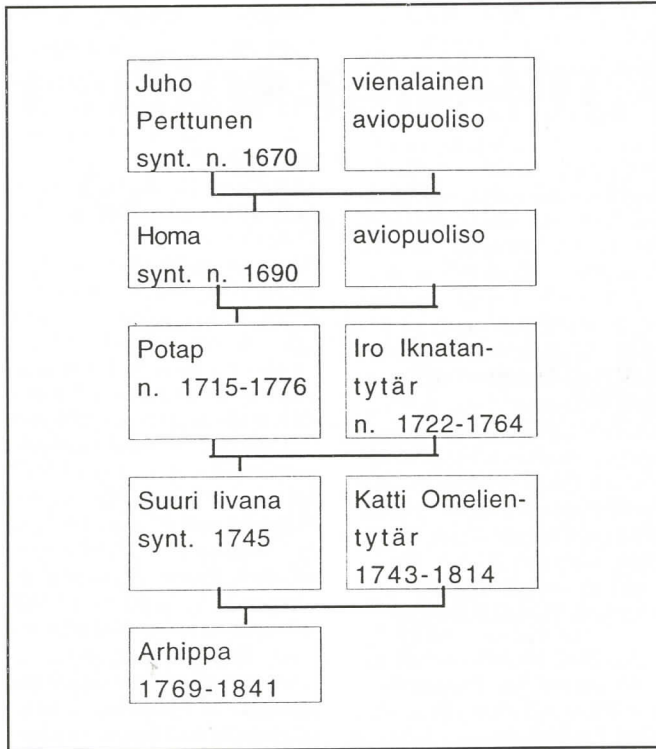 Juho
Perttunen
synt. n. 1670
vienalainen
aviopuoliso
Homa
synt. n. 1690
aviopuoliso
Potap
n. 1715-1776
Iro Iknatan-
tytär
n. 1722-1764
Suuri Iivana
synt. 1745
Katti Omelien-
tytär
1743-1814
Arhippa
1769-1841